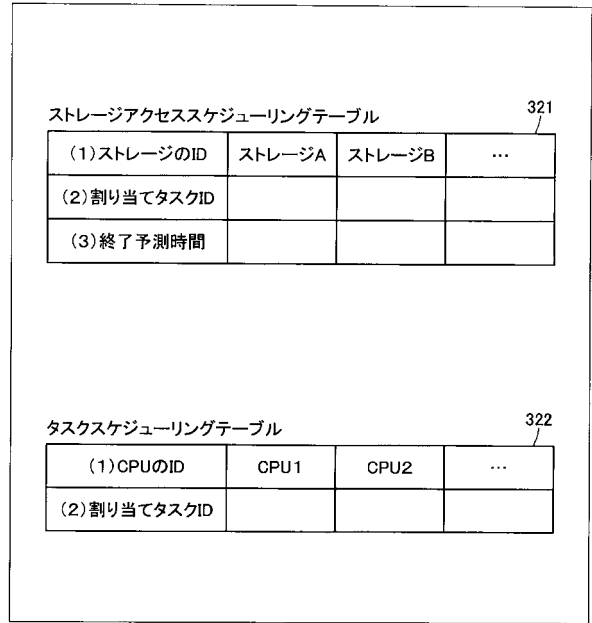 ストレージアクセススケジューリングテーブル 321
(1)ストレージのID ストレージA ストレージB …
(2)割り当てタスクID
(3)終了予測時間
タスクスケジューリングテーブル 322
(1)CPUのID CPU1 CPU2 …
(2)割り当てタスクID